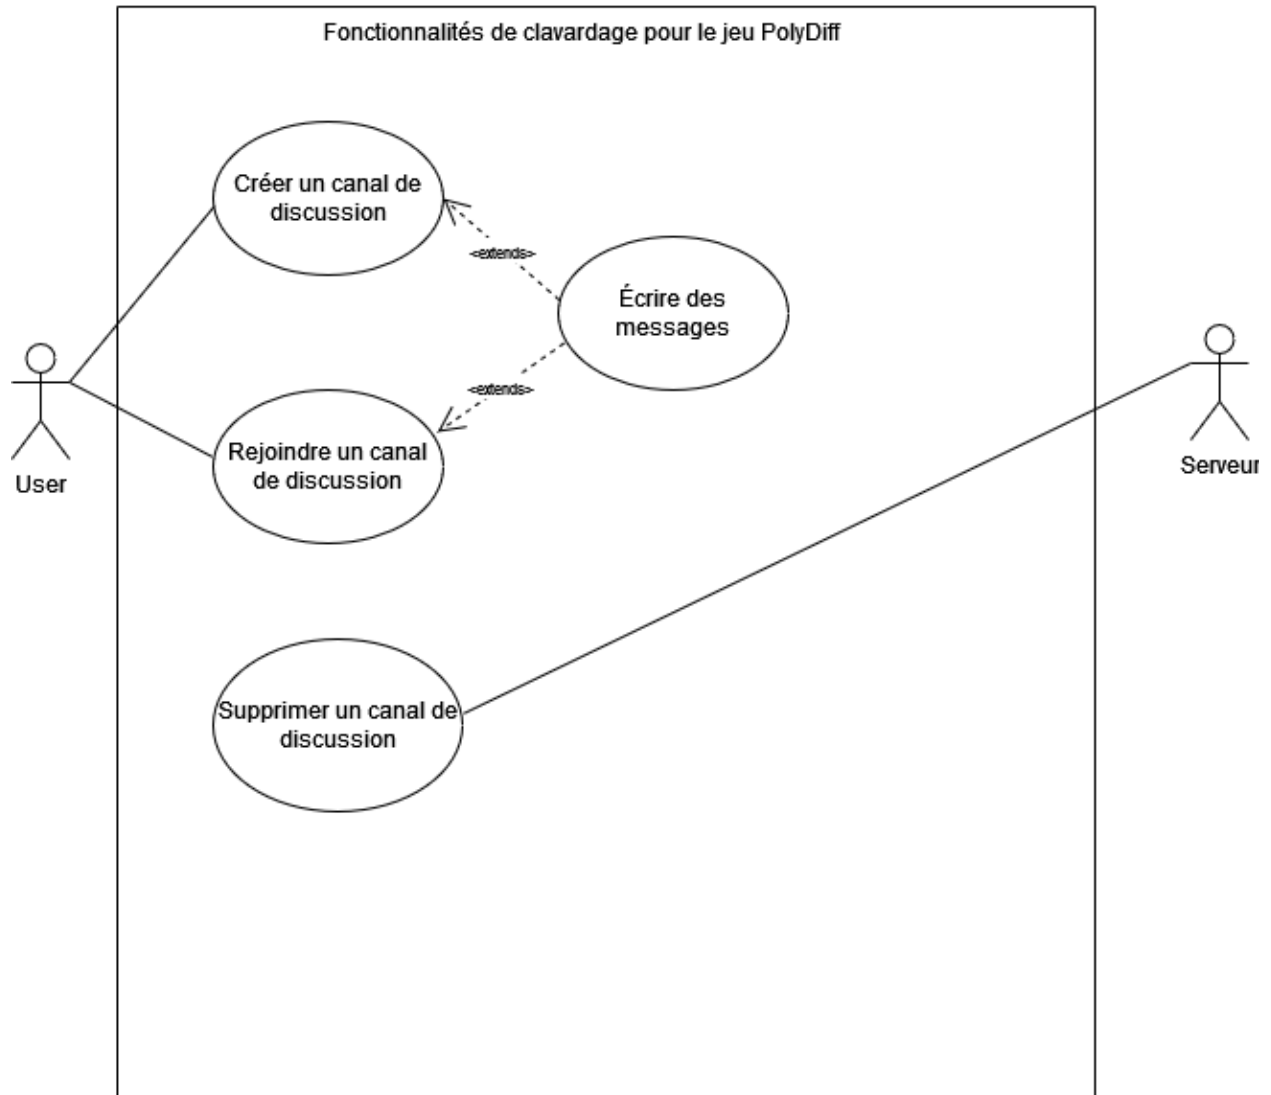 Fonctionnalités de clavardage pour le jeu PolyDiff
Créer un canal de
discussion
<extends>
Écrire des
messages
<extends>
Rejoindre un canal
de discussion
User
Serveur
Supprimer un canal de
discussion